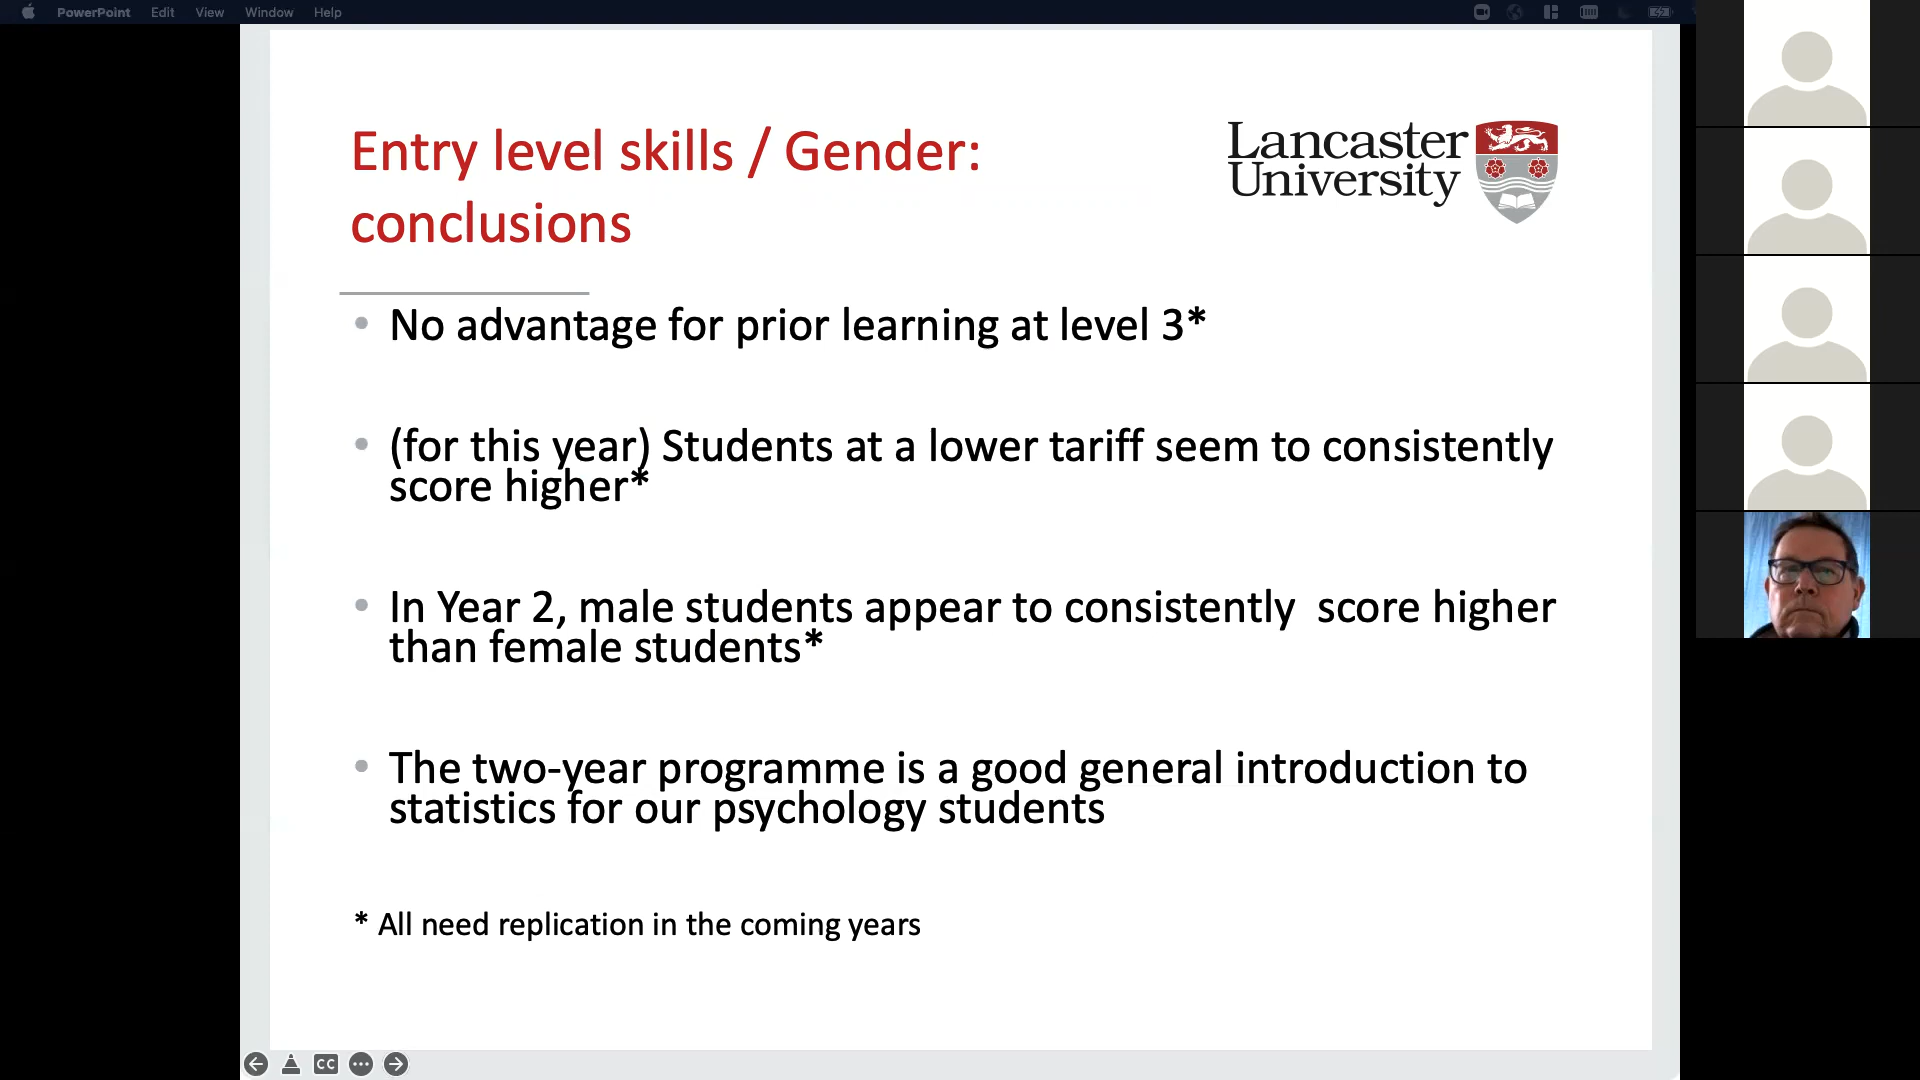 PowerPoint Edit View Window Help
Entry level skills / Gender:
conclusions
Lancaster
University
• No advantage for prior learning at level 3*
• (for this year) Students at a lower tariff seem to consistently
score higher*
• In Year 2, male students appear to consistently  score higher
than female students*
• The two-year programme is a good general introduction to
statistics for our psychology students
* All need replication in the coming years
CC